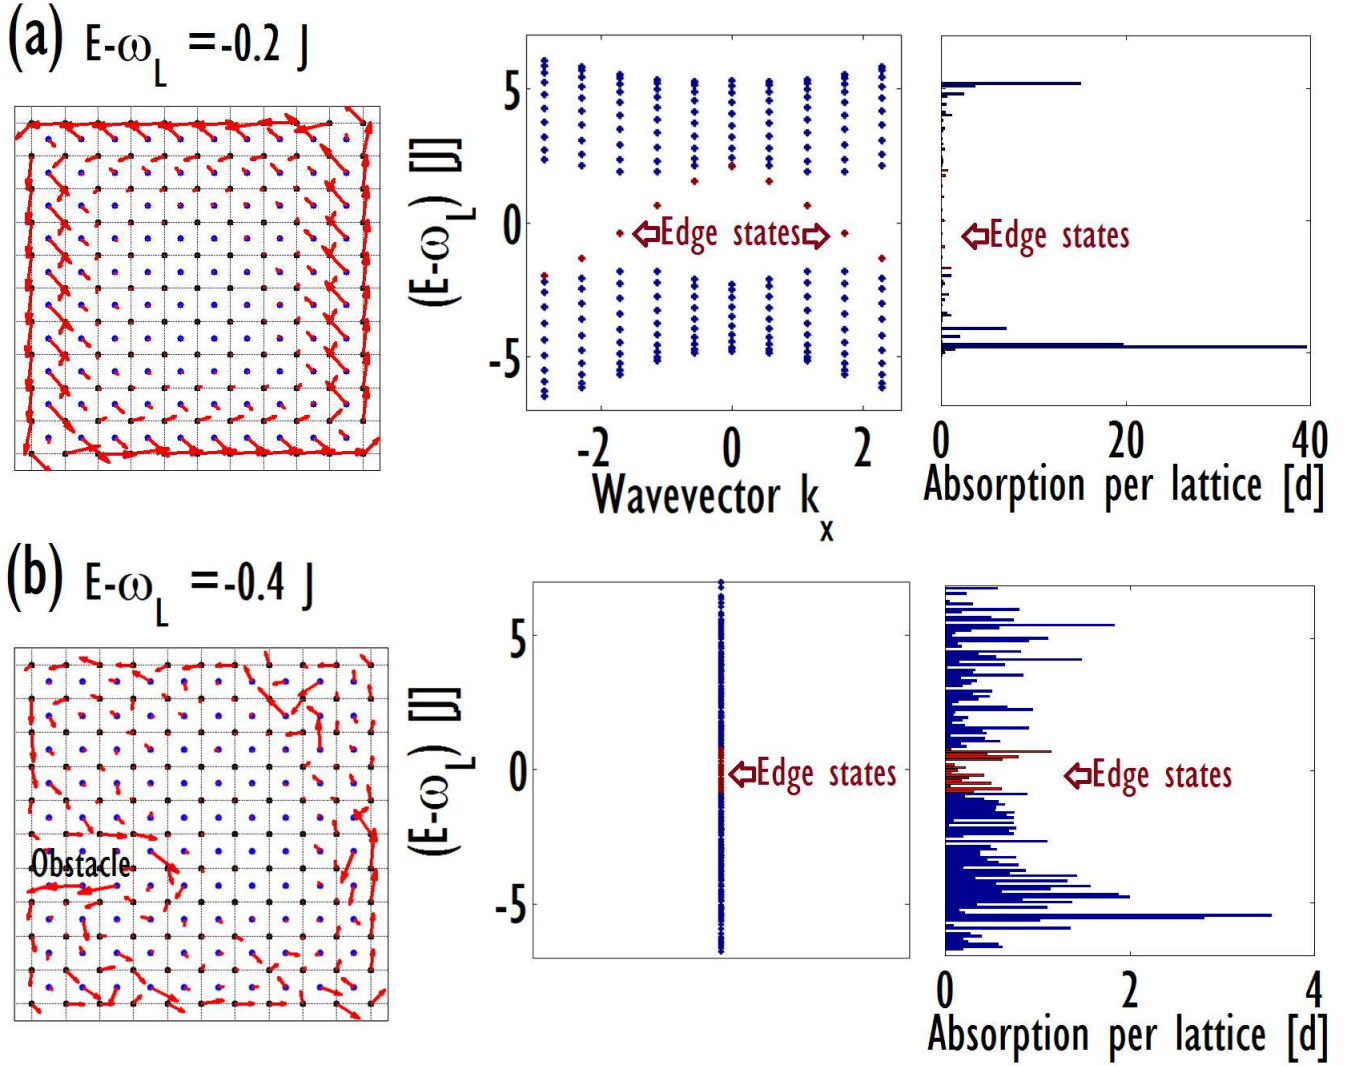 (a) E-ω_L =-0.2 J
5
0
-5
(E-ω_L) [J]
Edge states
-2 0 2
Wavevector k_x
Edge states
0 20 40
Absorption per lattice [d]
(b) E-ω_L =-0.4 J
Obstacle
5
0
-5
(E-ω_L) [J]
Edge states
Edge states
0 2 4
Absorption per lattice [d]